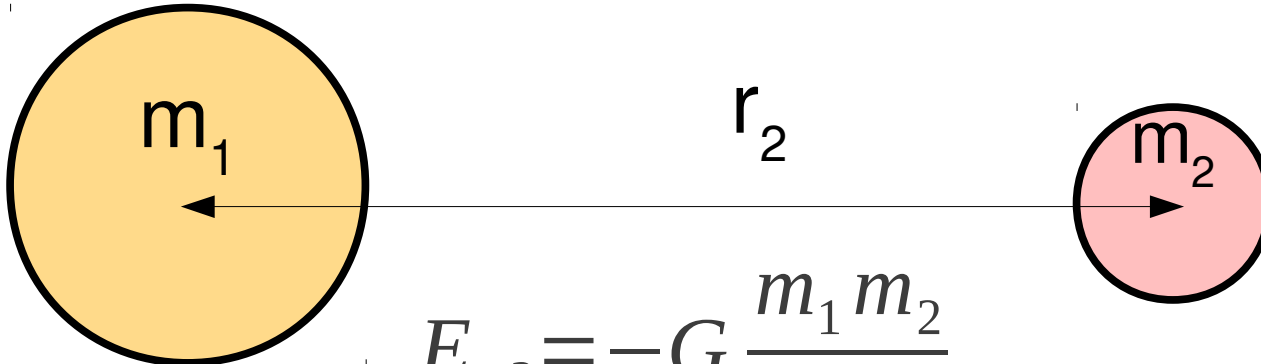 m₁
r₂
m₂
m₁ m₂
= −G